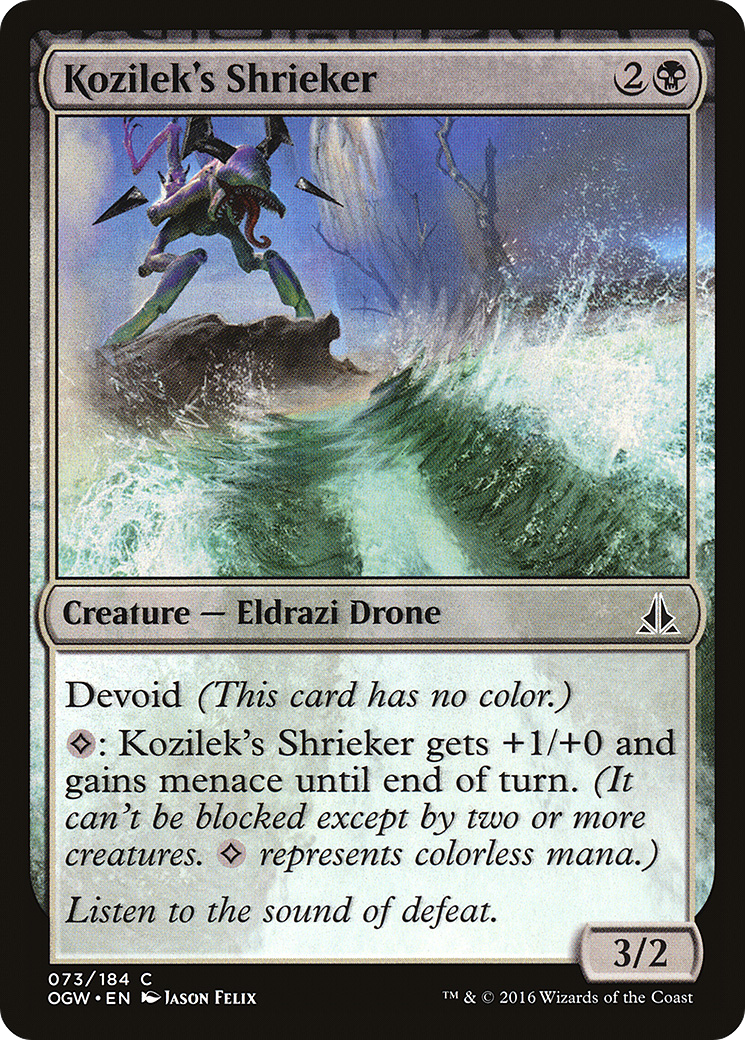 Kozilek's Shrieker 2
Creature — Eldrazi Drone
Devoid (This card has no color.)
: Kozilek's Shrieker gets +1/+0 and
gains menace until end of turn. (It
can't be blocked except by two or more
creatures. represents colorless mana.)
Listen to the sound of defeat.
3/2
073/184 C
OGW • EN Jason Felix
™ & © 2016 Wizards of the Coast